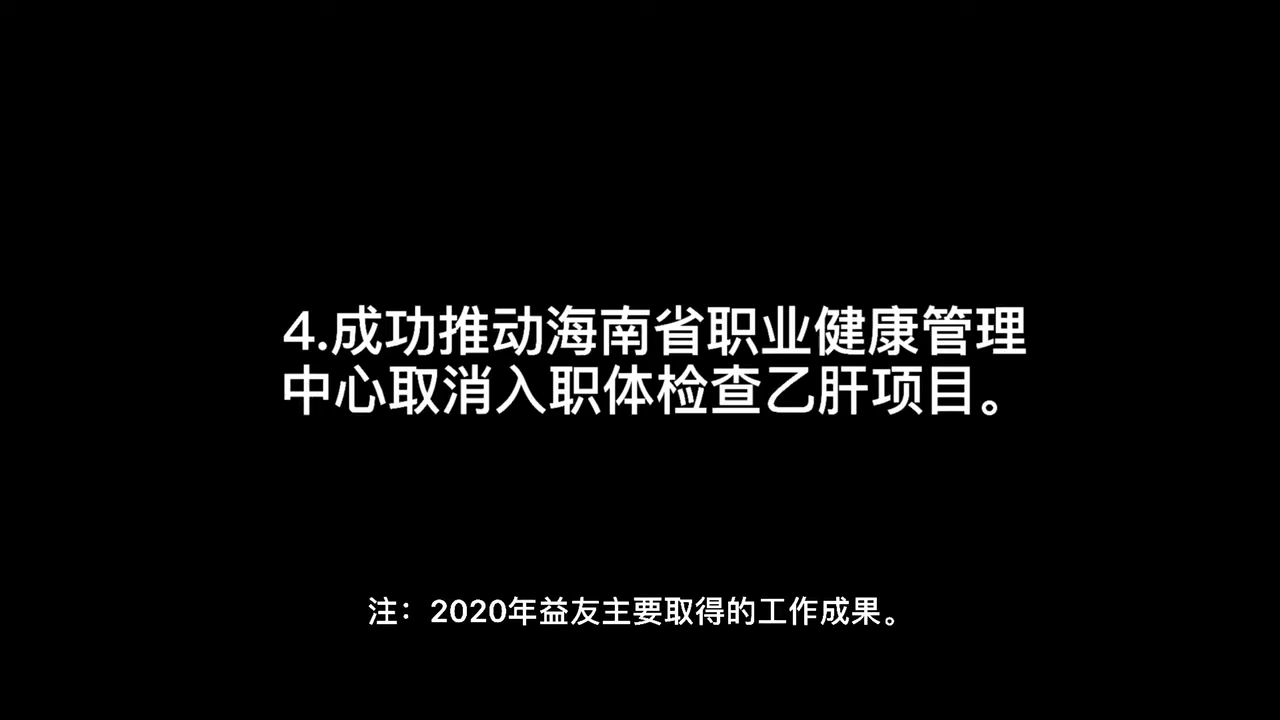 4.成功推动海南省职业健康管理
中心取消入职体检查乙肝项目。
注：2020年益友主要取得的工作成果。